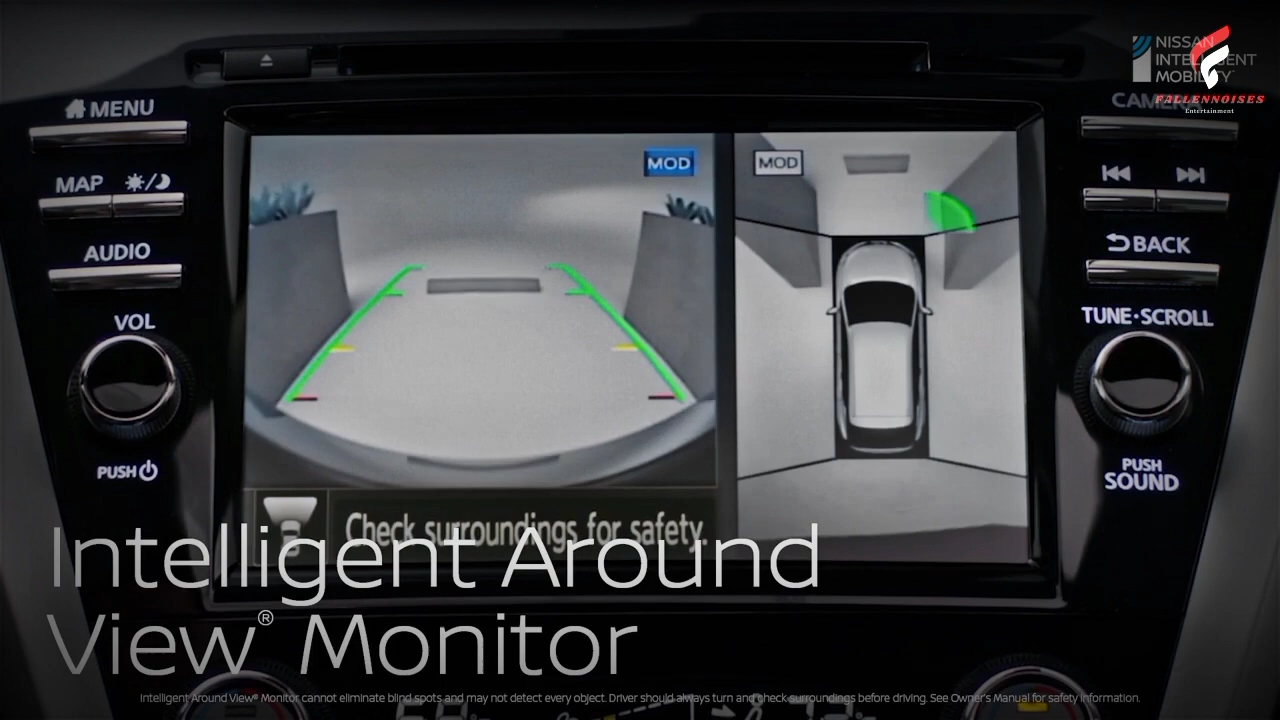 NISSAN
INTELLIGENT
MOBILITY
FALLENNOISES
Entertainment
MENU
CAMERA
MAP
AUDIO
VOL
PUSH
MOD
MOD
BACK
TUNE•SCROLL
PUSH
SOUND
Check surroundings for safety.
Intelligent Around
View® Monitor
Intelligent Around View® Monitor cannot eliminate blind spots and may not detect every object. Driver should always turn and check surroundings before driving. See Owner's Manual for safety information.